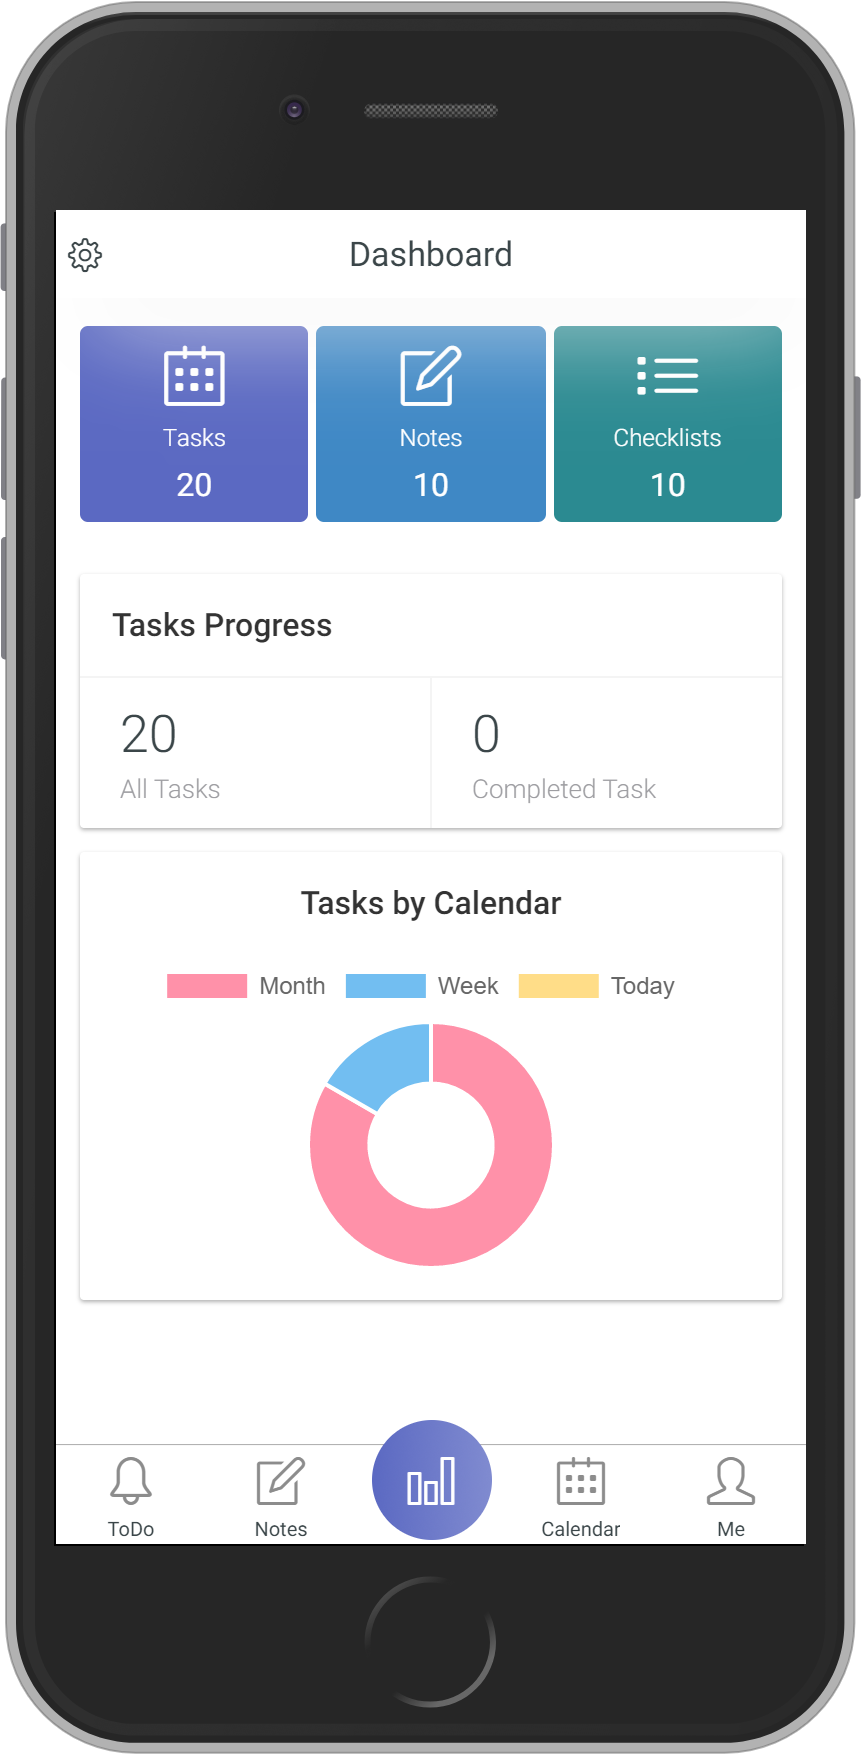 Dashboard
Tasks
20
Notes
10
Checklists
10
Tasks Progress
20
All Tasks
0
Completed Task
Tasks by Calendar
Month Week Today
ToDo Notes Calendar Me